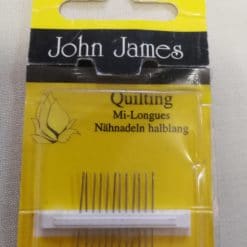 John James
Quilting
Mi-Longues
Nähnadeln halblang